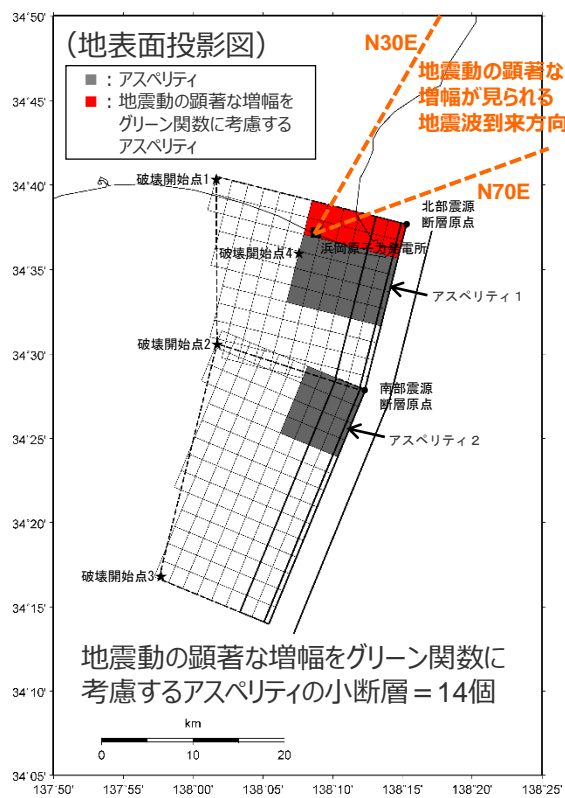 34˚50'
(地表面投影図)
■：アスペリティ
■：地震動の顕著な増幅を
グリーン関数に考慮する
アスペリティ
N30E
地震動の顕著な
増幅が見られる
地震波到来方向
34˚45'
N70E
34˚40'
破壊開始点1
北部震源
断層原点
浜岡原子力発電所
破壊開始点4
34˚35'
アスペリティ１
34˚30'
破壊開始点2
南部震源
断層原点
34˚25'
アスペリティ２
34˚20'
破壊開始点3
34˚15'
地震動の顕著な増幅をグリーン関数に
考慮するアスペリティの小断層＝14個
34˚10'
km
0 10 20
34˚05'
137˚50' 137˚55' 138˚00' 138˚05' 138˚10' 138˚15' 138˚20' 138˚25'